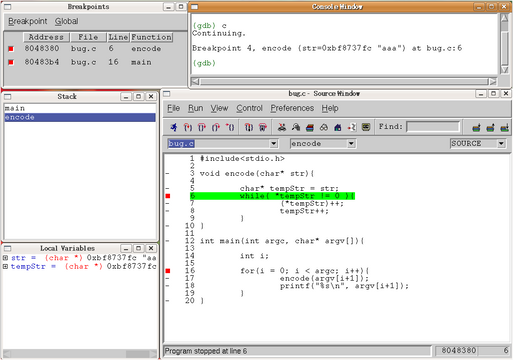 Breakpoints
Breakpoint Global
Address File Line Function
8048380 bug.c 6 encode
80483b4 bug.c 16 main
Console Window
(gdb) c
Continuing.
Breakpoint 4, encode (str=0xbf8737fc "aaa") at bug.c:6
(gdb)
Stack
main
encode
Local Variables
str = (char *) 0xbf8737fc "aa
tempStr = (char *) 0xbf8737fc
bug.c - Source Window
File Run View Control Preferences Help
Find:
bug.c encode SOURCE
1 #include<stdio.h>
2
- 3 void encode(char* str){
4
- 5 char* tempStr = str;
6 while( *tempStr != 0 ){
- 7 (*tempStr)++;
- 8 tempStr++;
9 }
- 10 }
11
- 12 int main(int argc, char* argv[]){
13
14 int i;
15
16 for(i = 0; i < argc; i++){
- 17 encode(argv[i+1]);
- 18 printf("%s\n", argv[i+1]);
19 }
- 20 }
Program stopped at line 6 8048380 6